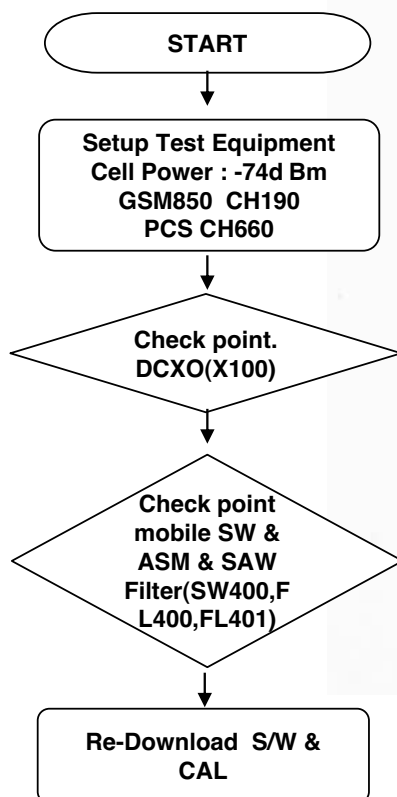 START
Setup Test Equipment
Cell Power : -74d Bm
GSM850 CH190
PCS CH660
Check point.
DCXO(X100)
Check point
mobile SW &
ASM & SAW
Filter(SW400,F
L400,FL401)
Re-Download S/W &
CAL